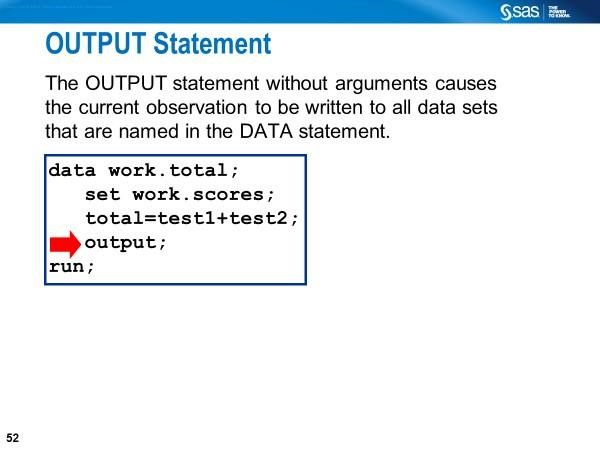 sas THE POWER TO KNOW.
OUTPUT Statement
The OUTPUT statement without arguments causes
the current observation to be written to all data sets
that are named in the DATA statement.
data work.total;
set work.scores;
total=test1+test2;
output;
run;
52